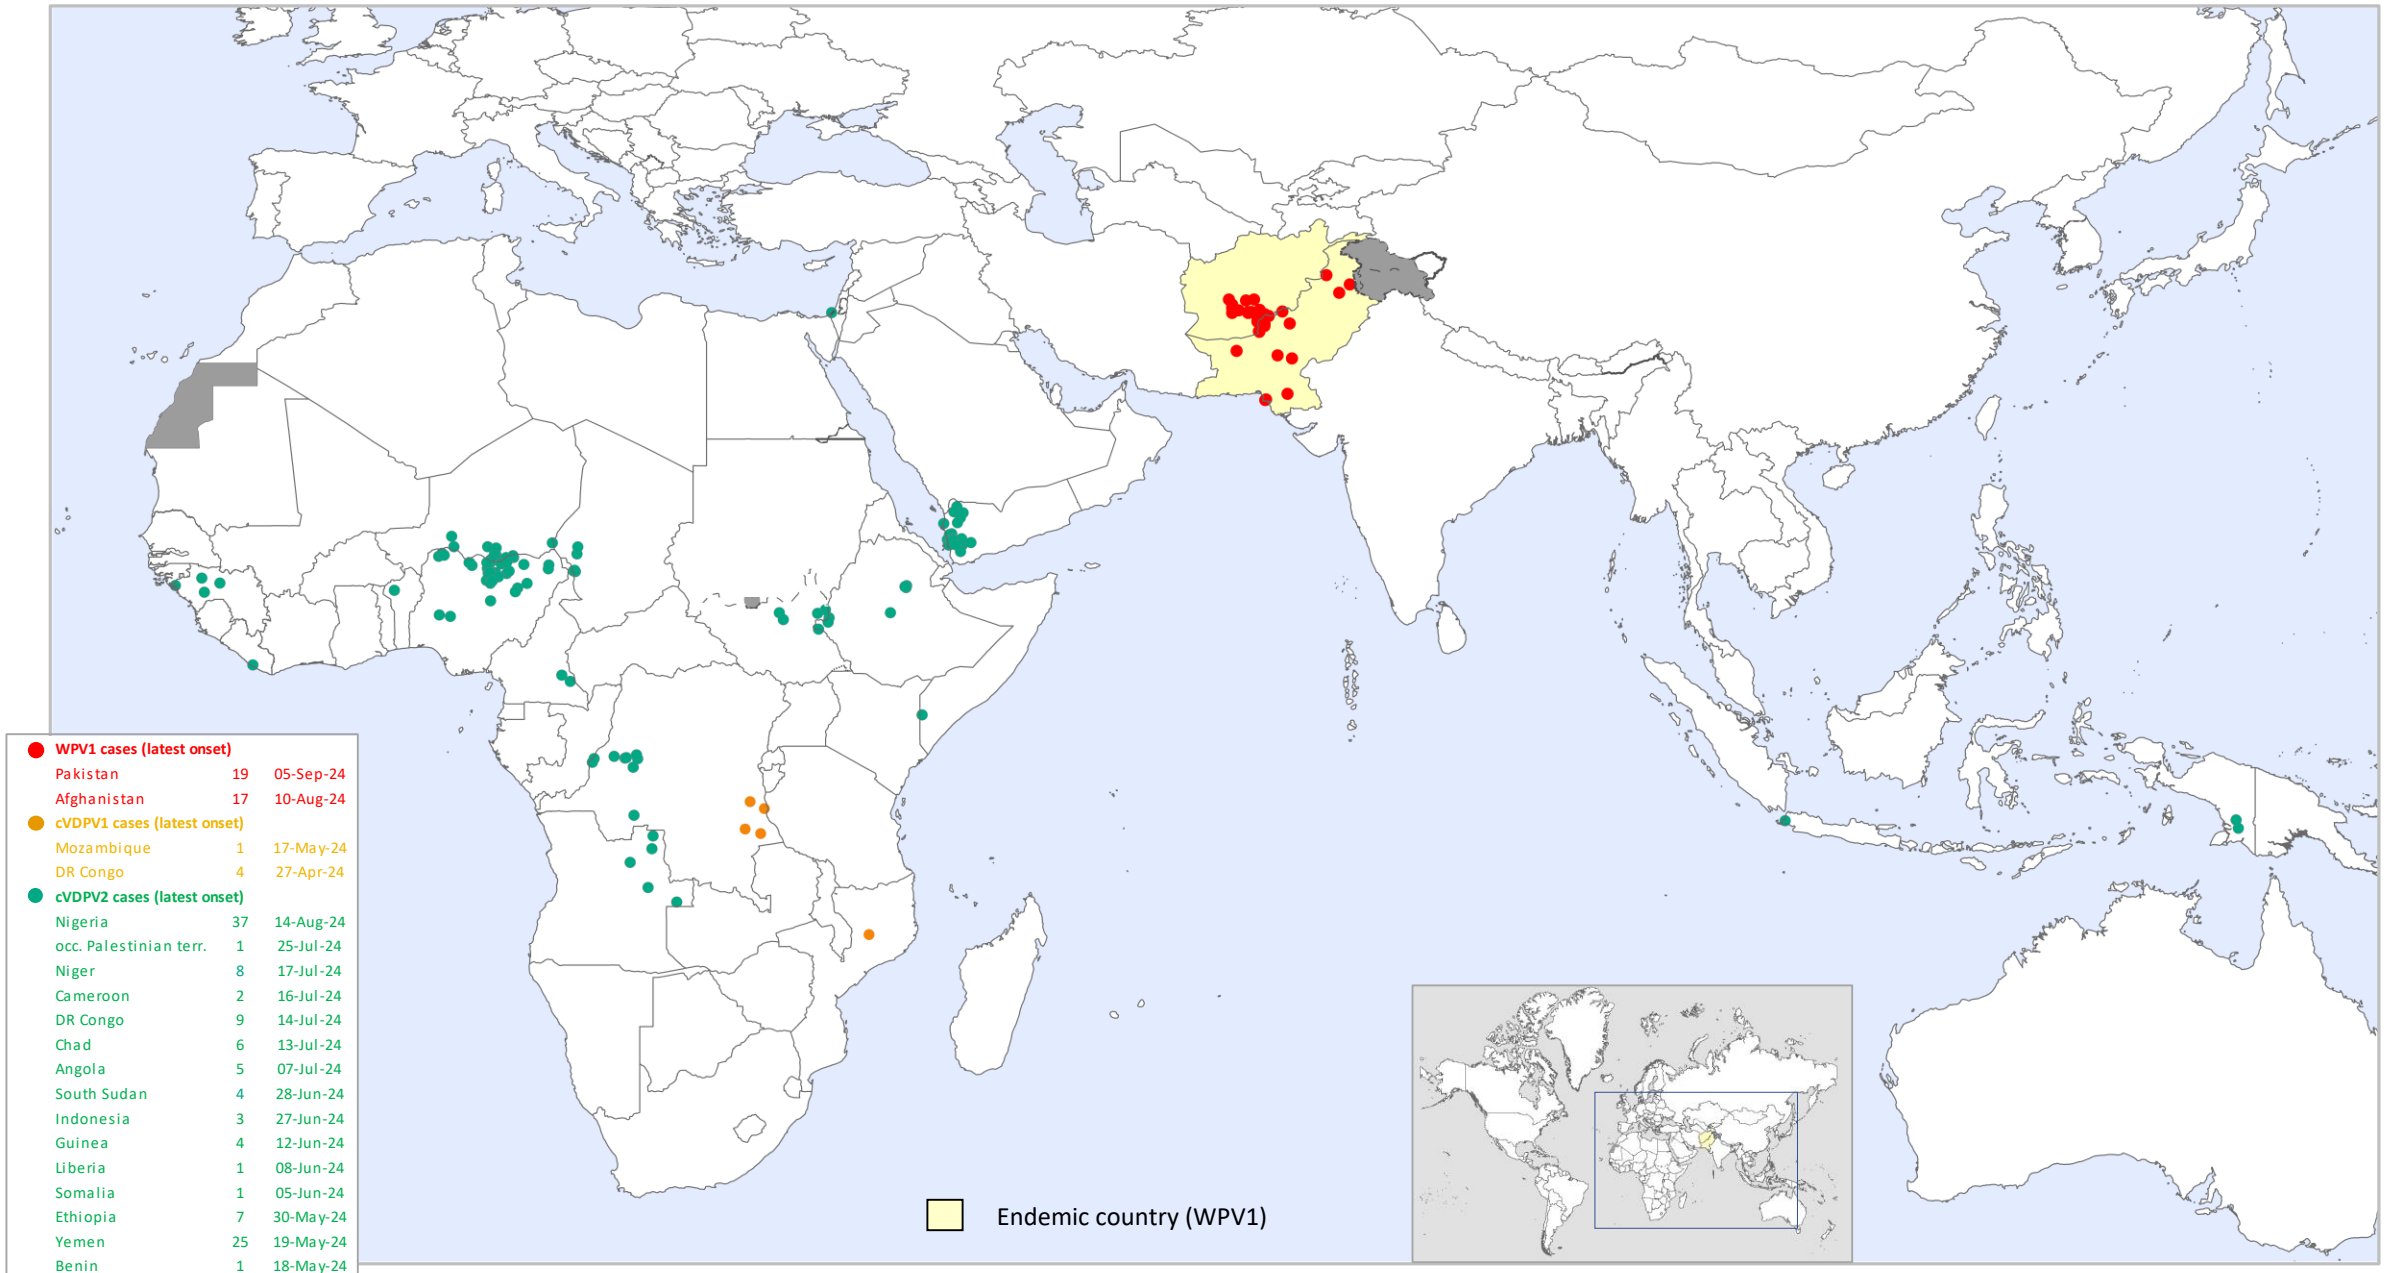 WPV1 cases (latest onset)
Pakistan 19 05-Sep-24
Afghanistan 17 10-Aug-24
cVDPV1 cases (latest onset)
Mozambique 1 17-May-24
DR Congo 4 27-Apr-24
cVDPV2 cases (latest onset)
Nigeria 37 14-Aug-24
occ. Palestinian terr. 1 25-Jul-24
Niger 8 17-Jul-24
Cameroon 2 16-Jul-24
DR Congo 9 14-Jul-24
Chad 6 13-Jul-24
Angola 5 07-Jul-24
South Sudan 4 28-Jun-24
Indonesia 3 27-Jun-24
Guinea 4 12-Jun-24
Liberia 1 08-Jun-24
Somalia 1 05-Jun-24
Ethiopia 7 30-May-24
Yemen 25 19-May-24
Benin 1 18-May-24
Endemic country (WPV1)